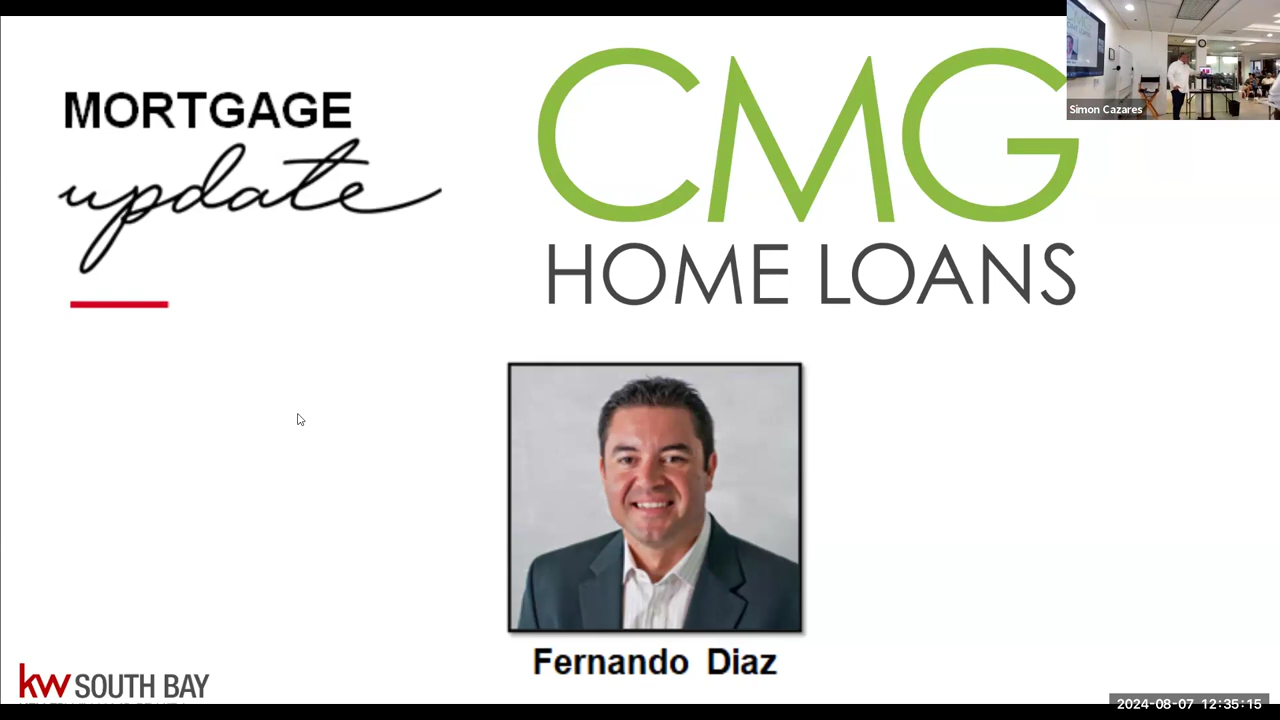 MORTGAGE
update
CMG
HOME LOANS
Simon Cazares
Fernando Diaz
kw SOUTH BAY
2024-08-07 12:35:15